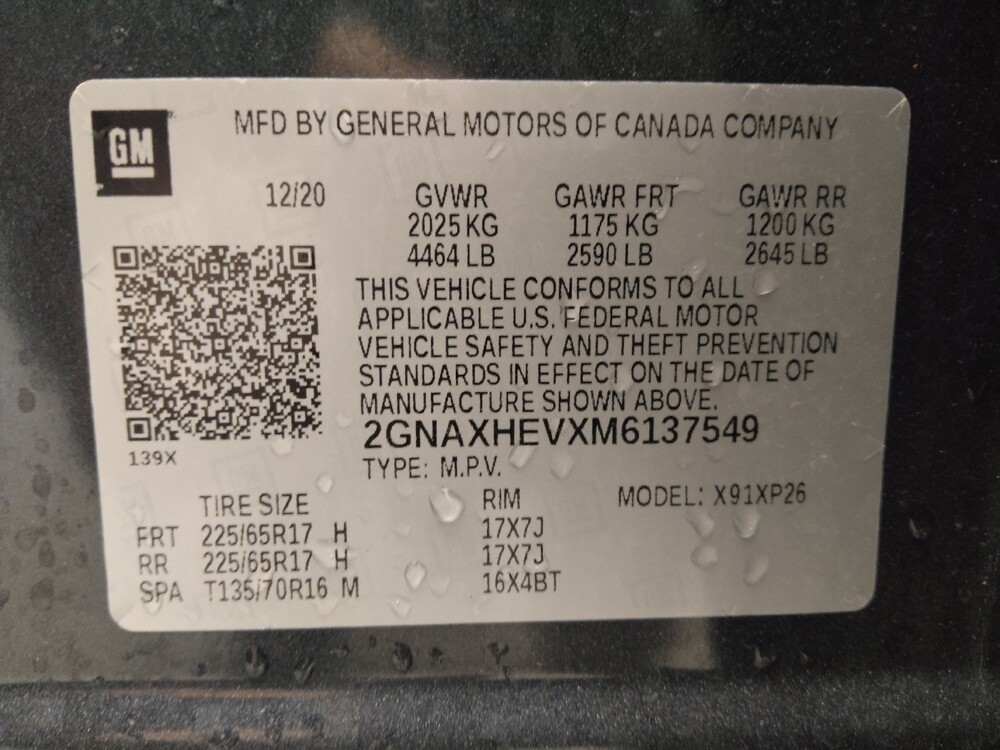 GM
MFD BY GENERAL MOTORS OF CANADA COMPANY
12/20 GVWR GAWR FRT GAWR RR
2025 KG 1175 KG 1200 KG
4464 LB 2590 LB 2645 LB
THIS VEHICLE CONFORMS TO ALL
APPLICABLE U.S. FEDERAL MOTOR
VEHICLE SAFETY AND THEFT PREVENTION
STANDARDS IN EFFECT ON THE DATE OF
MANUFACTURE SHOWN ABOVE.
2GNAXHEVXM6137549
139X
TYPE: M.P.V.
TIRE SIZE RIM MODEL: X91XP26
FRT 225/65R17 H 17X7J
RR 225/65R17 H 17X7J
SPA T135/70R16 M 16X4BT